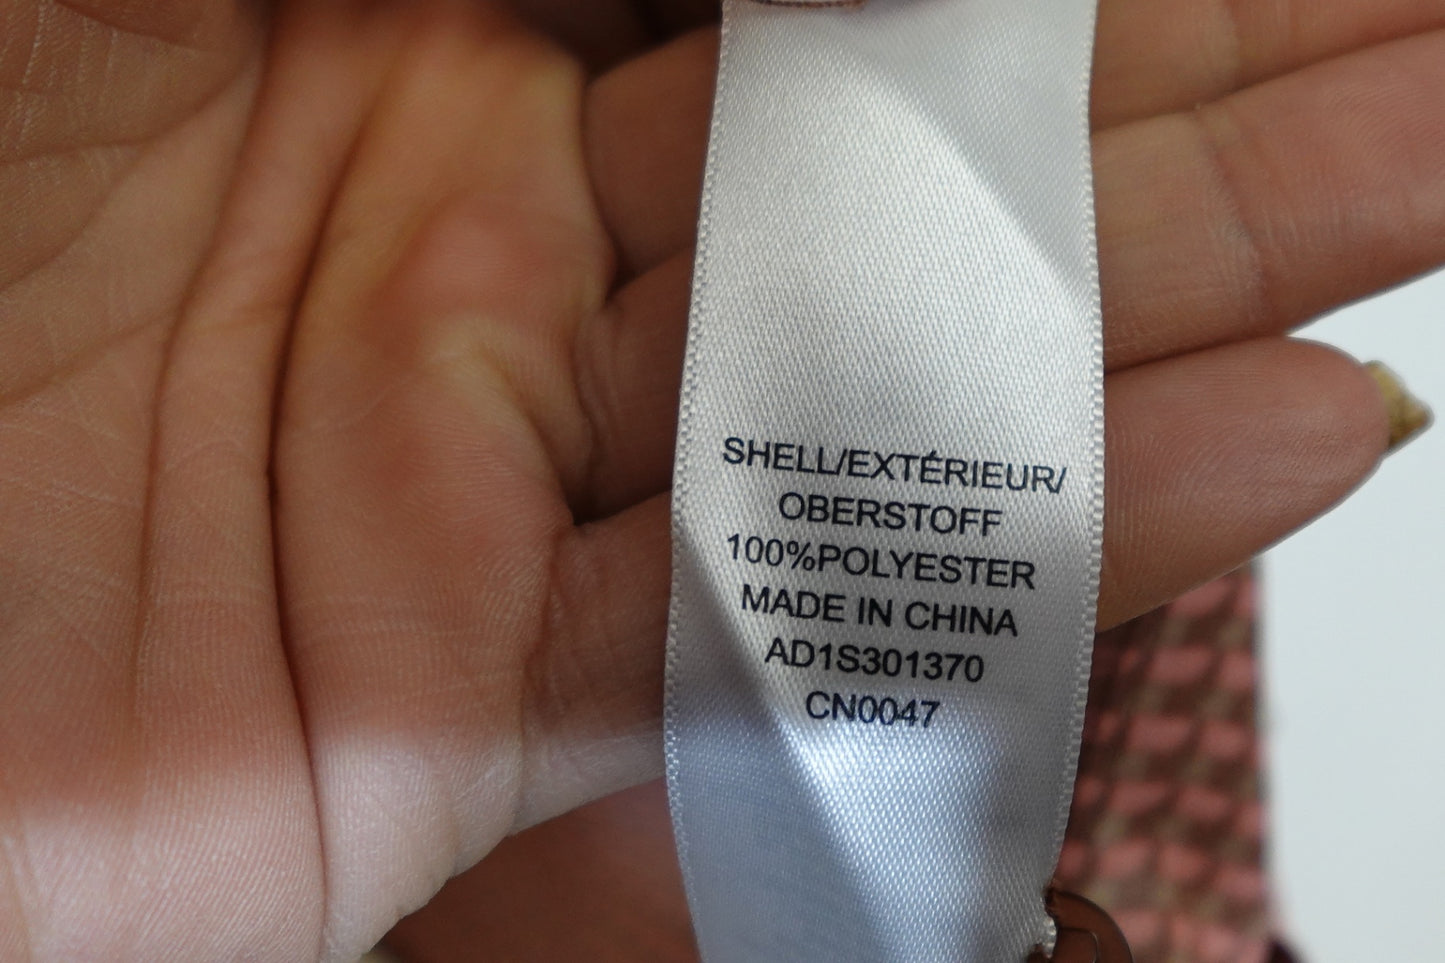 SHELL/EXTÉRIEUR/
OBERSTOFF
100%POLYESTER
MADE IN CHINA
AD1S301370
CN0047